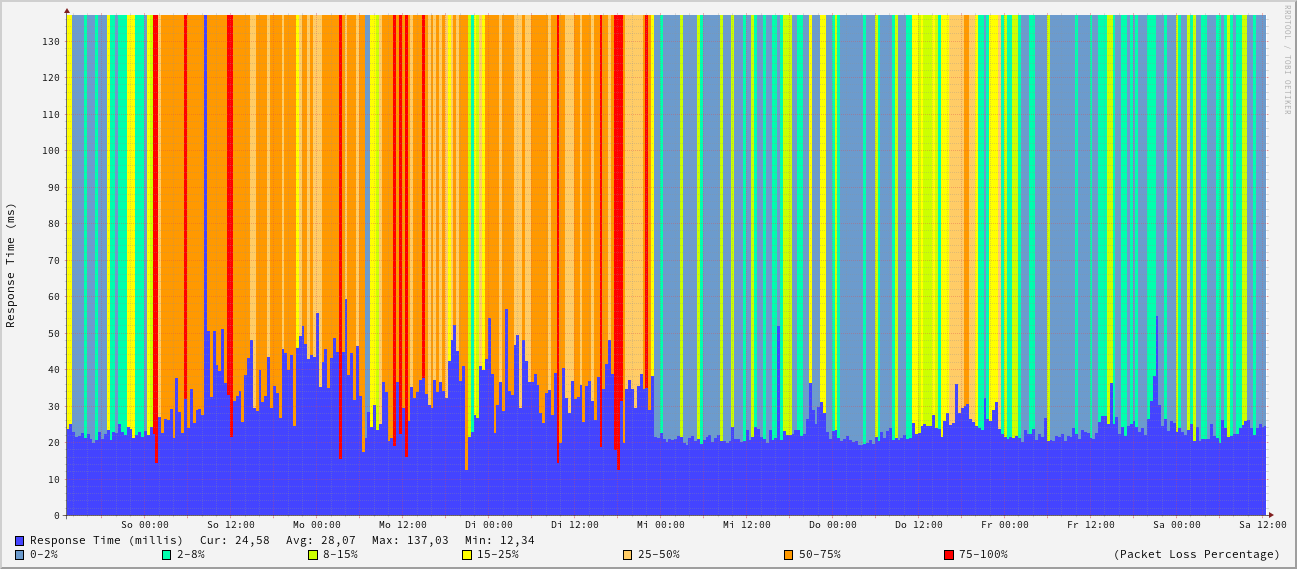 RRDTOOL / TOBI OETIKER
Response Time (ms)
130
120
110
100
90
80
70
60
50
40
30
20
10
0
So 00:00 So 12:00 Mo 00:00 Mo 12:00 Di 00:00 Di 12:00 Mi 00:00 Mi 12:00 Do 00:00 Do 12:00 Fr 00:00 Fr 12:00 Sa 00:00 Sa 12:00
Response Time (millis) Cur: 24,58 Avg: 28,07 Max: 137,03 Min: 12,34
0-2% 2-8% 8-15% 15-25% 25-50% 50-75% 75-100% (Packet Loss Percentage)